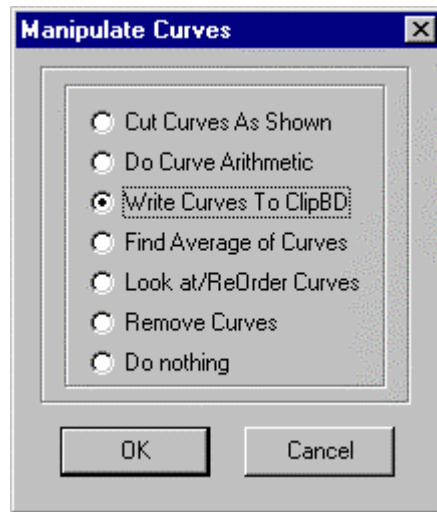 Manipulate Curves
Cut Curves As Shown
Do Curve Arithmetic
Write Curves To ClipBD
Find Average of Curves
Look at/ReOrder Curves
Remove Curves
Do nothing
OK Cancel